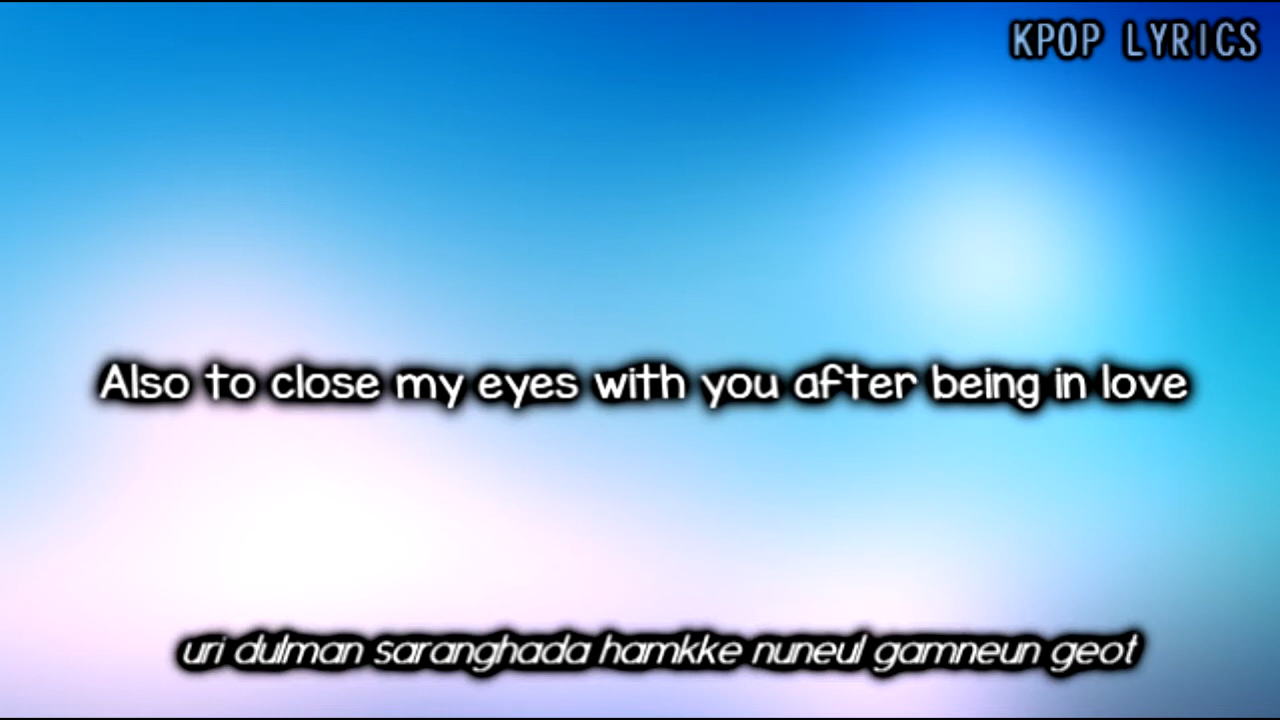 KPOP LYRICS
Also to close my eyes with you after being in love
uri dulman saranghada hamkke nuneul gamneun geot